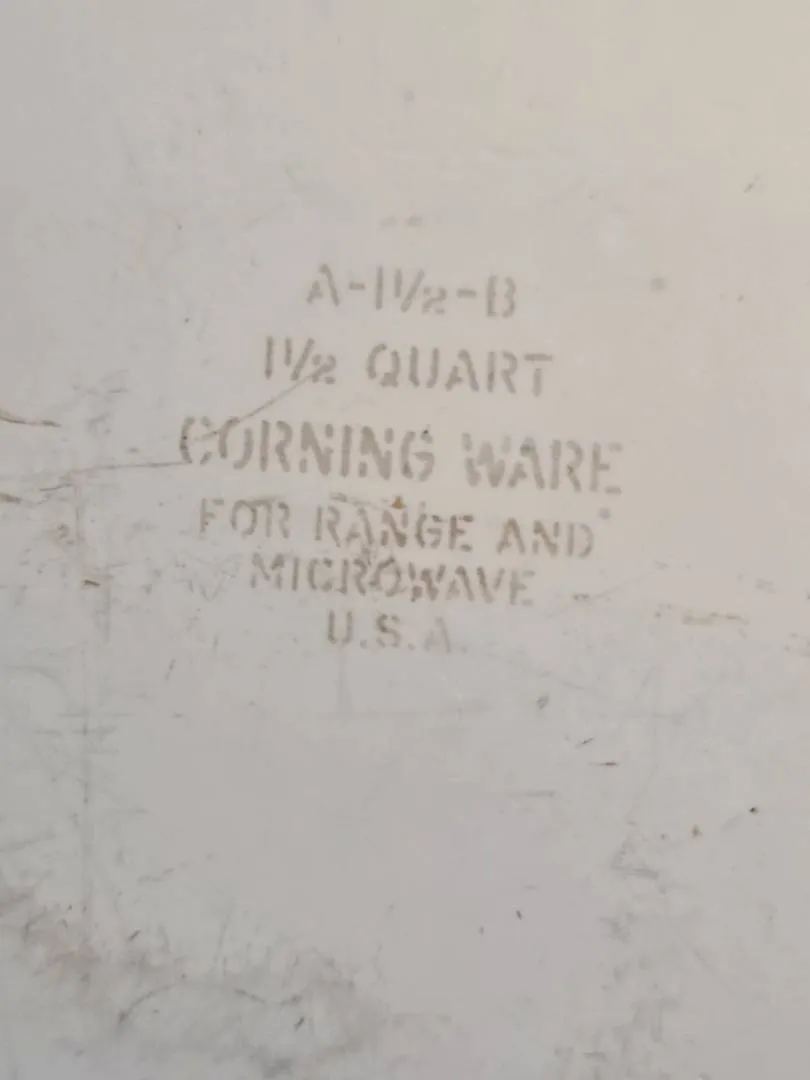 A-1½-B
1½ QUART
CORNING WARE
FOR RANGE AND
MICROWAVE
U.S.A.